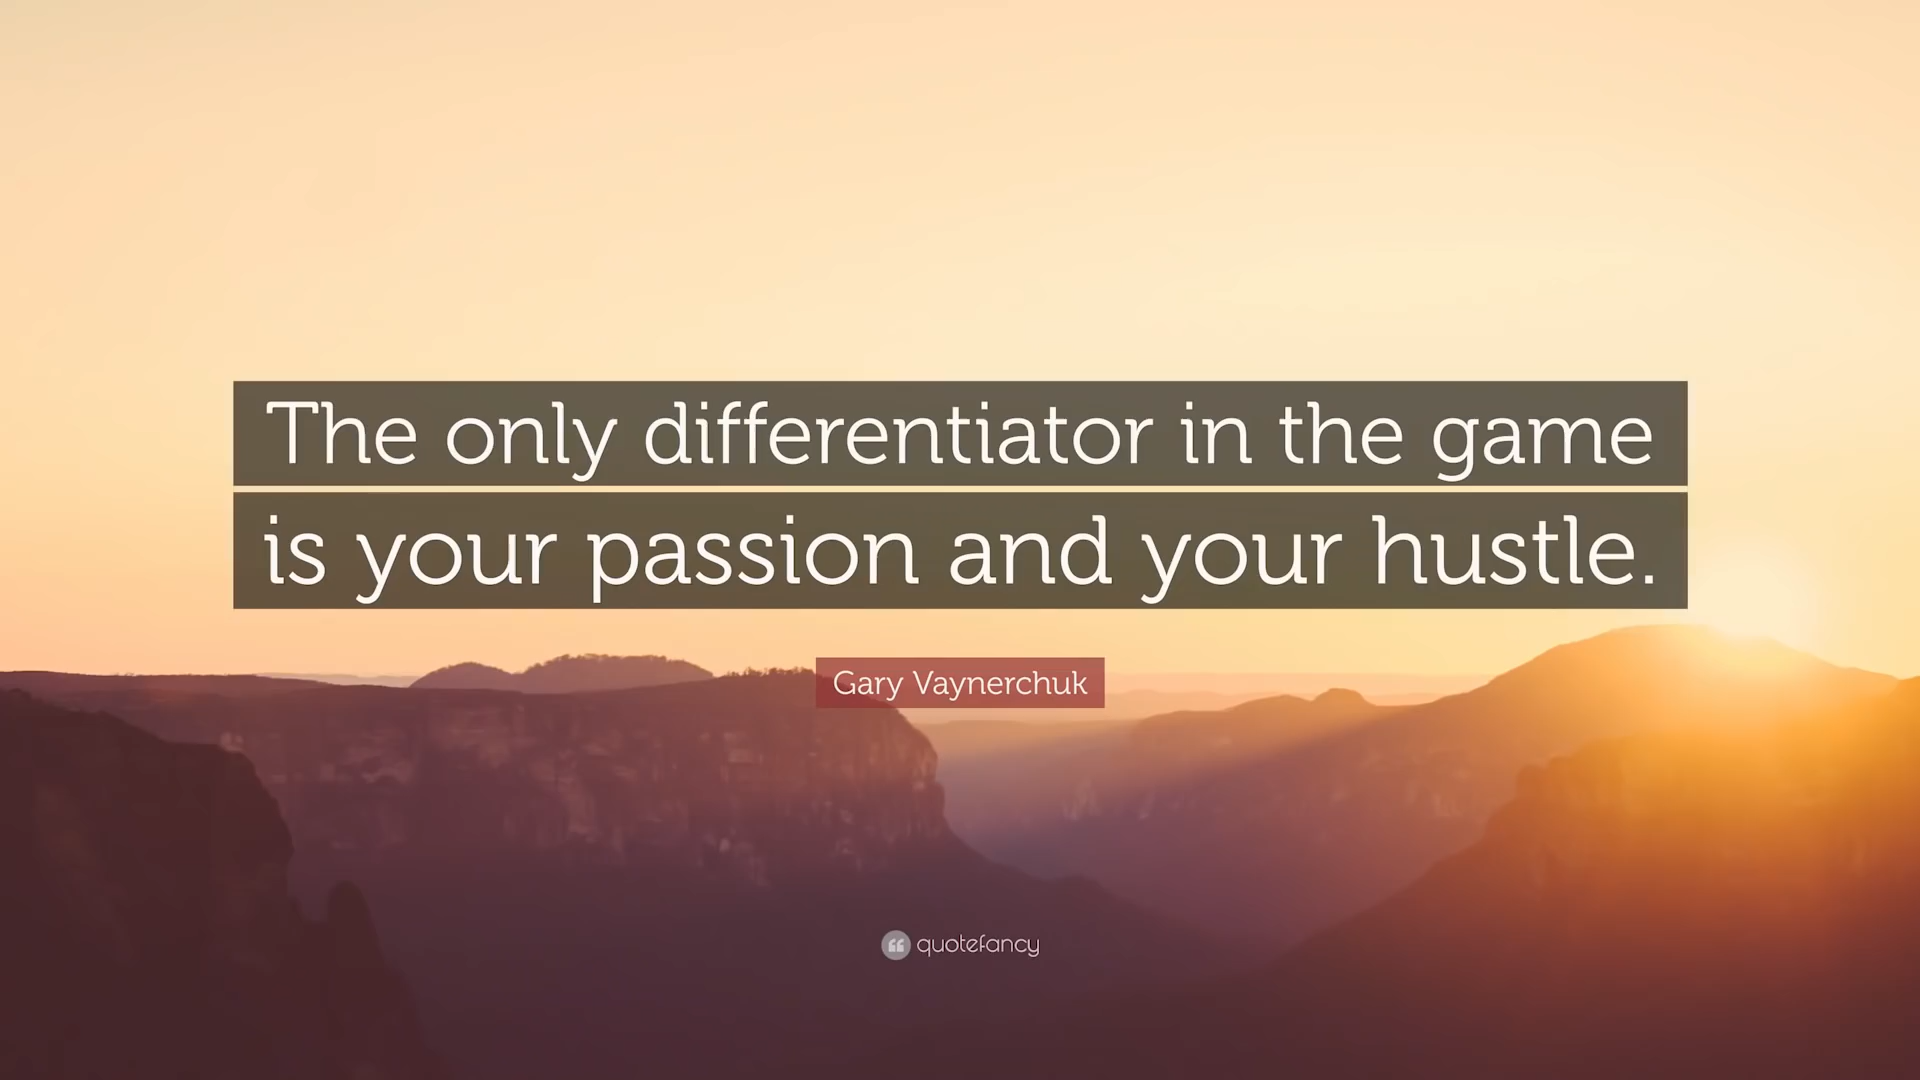 The only differentiator in the game
is your passion and your hustle.
Gary Vaynerchuk
quotefancy